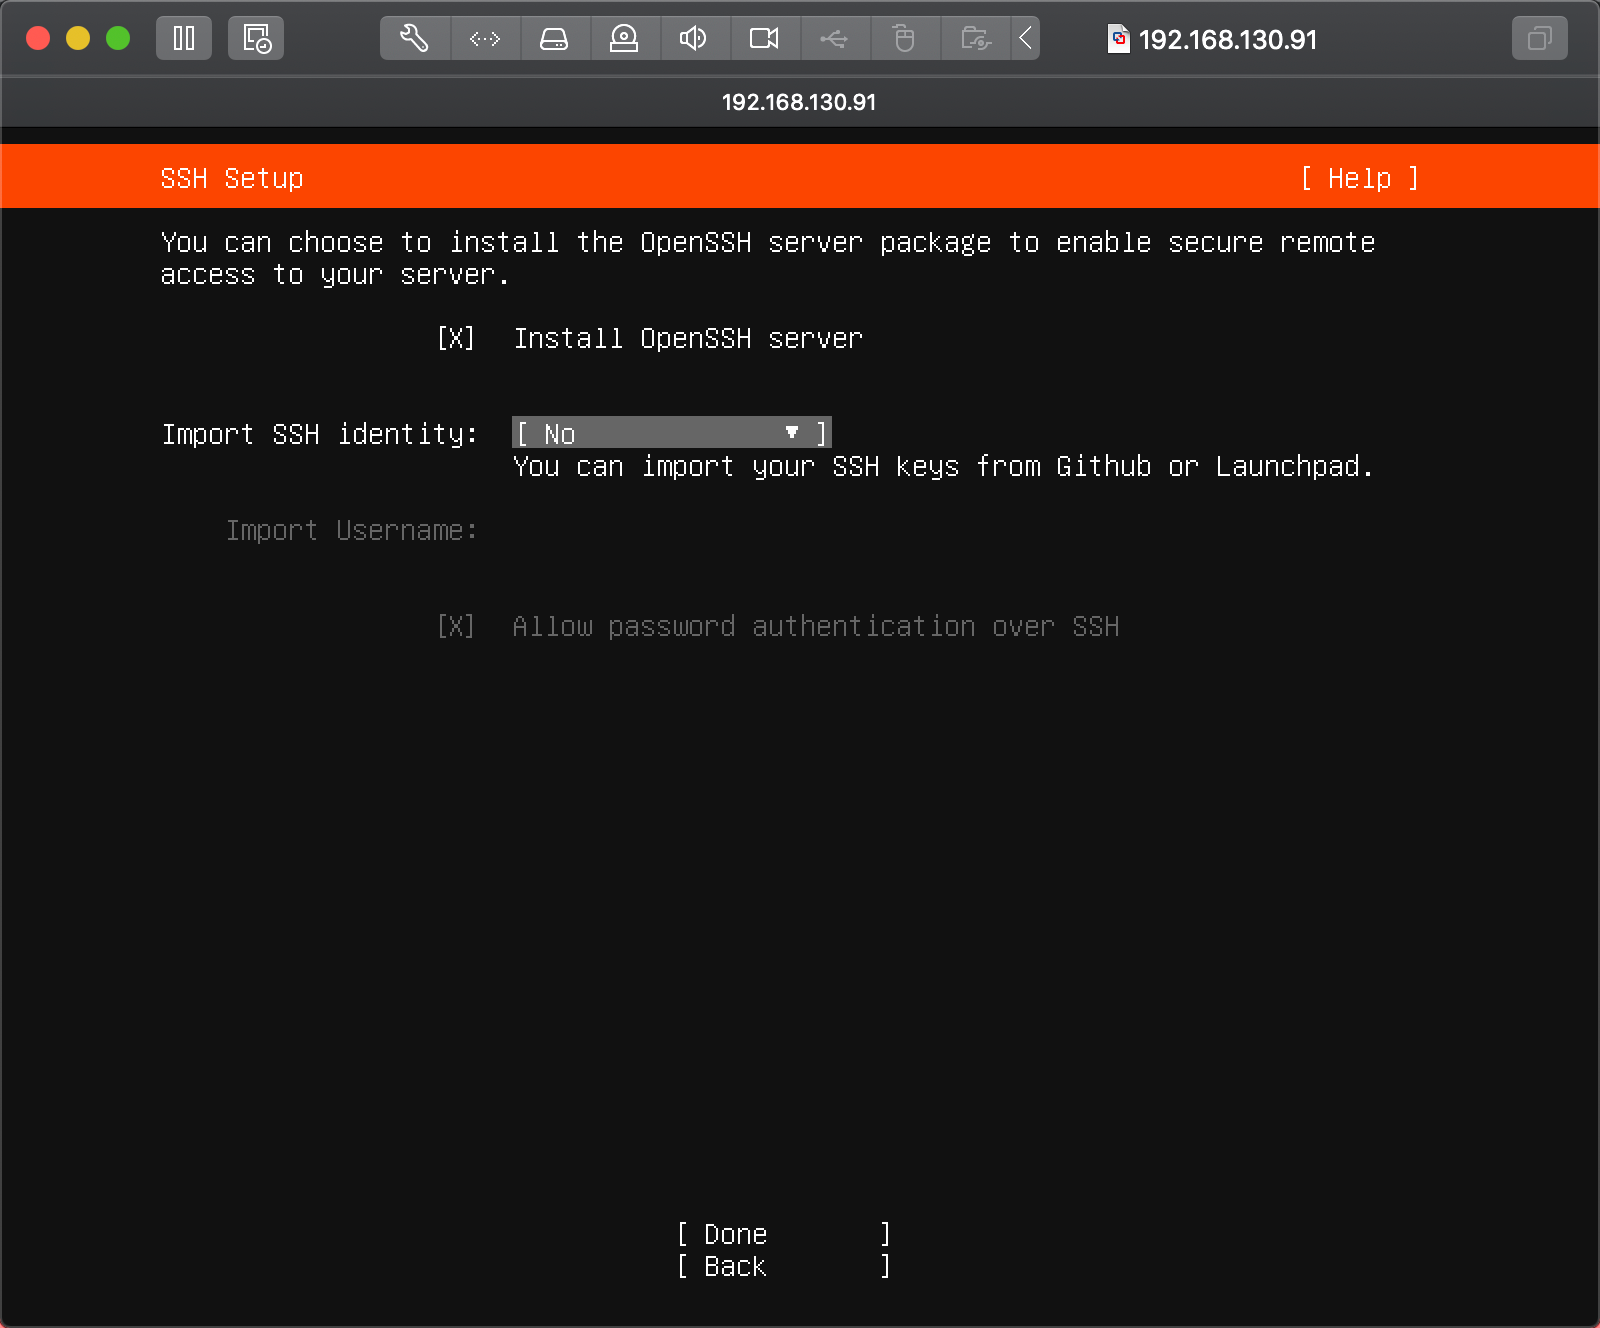 192.168.130.91
192.168.130.91
SSH Setup [ Help ]
You can choose to install the OpenSSH server package to enable secure remote
access to your server.
[X] Install OpenSSH server
Import SSH identity: [ No ▼ ]
You can import your SSH keys from Github or Launchpad.
Import Username:
[X] Allow password authentication over SSH
[ Done ]
[ Back ]